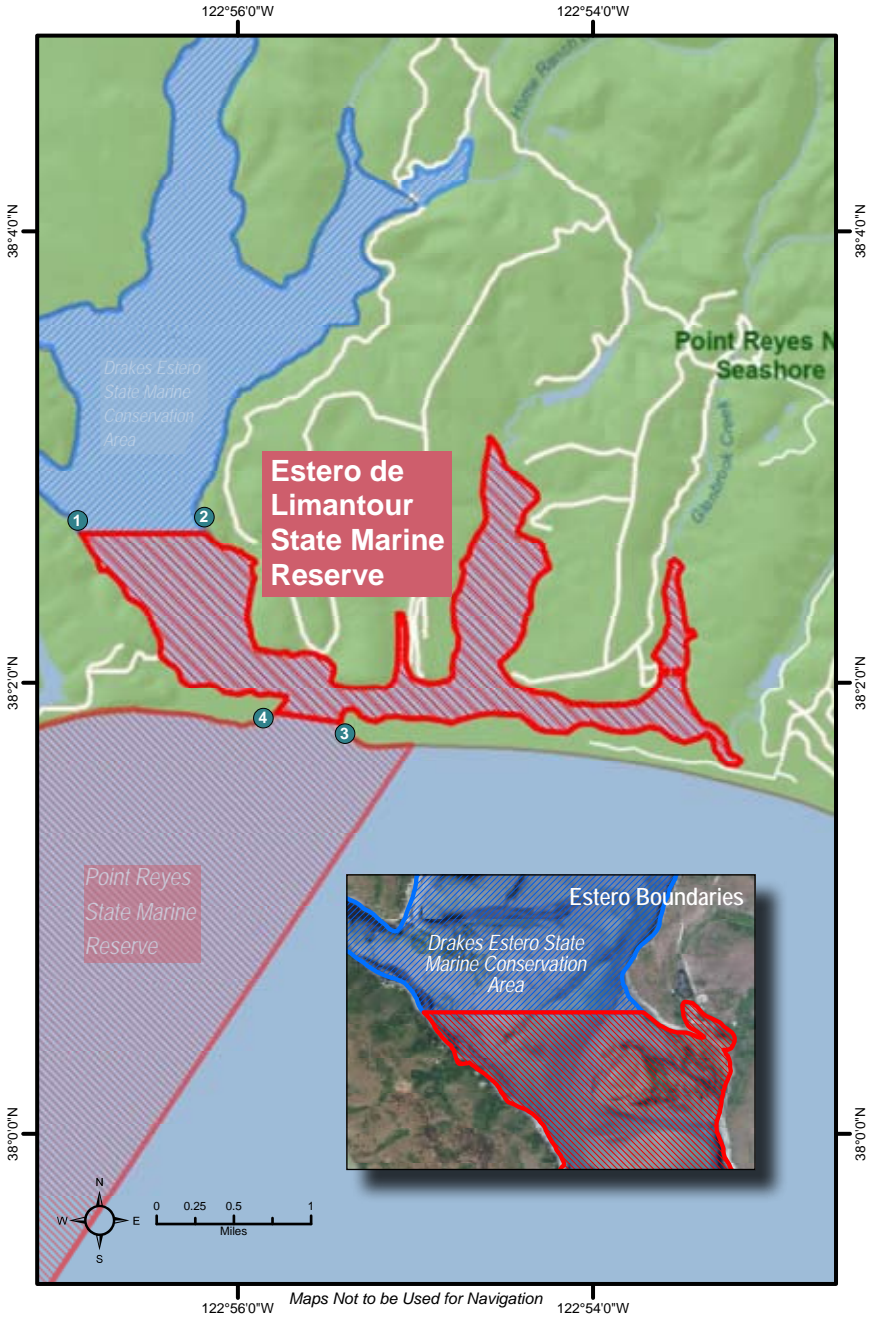 122°56'0"W
122°54'0"W
Home Ranch
38°4'0"N
38°4'0"N
Point Reyes N
Seashore
Drakes Estero
State Marine
Conservation
Area
Glenbrook Creek
Estero de
Limantour
State Marine
Reserve
1
2
38°2'0"N
38°2'0"N
4
3
Point Reyes
State Marine
Reserve
Estero Boundaries
Drakes Estero State
Marine Conservation
Area
38°0'0"N
38°0'0"N
N
W
E
S
0 0.25 0.5 1
Miles
122°56'0"W
Maps Not to be Used for Navigation
122°54'0"W